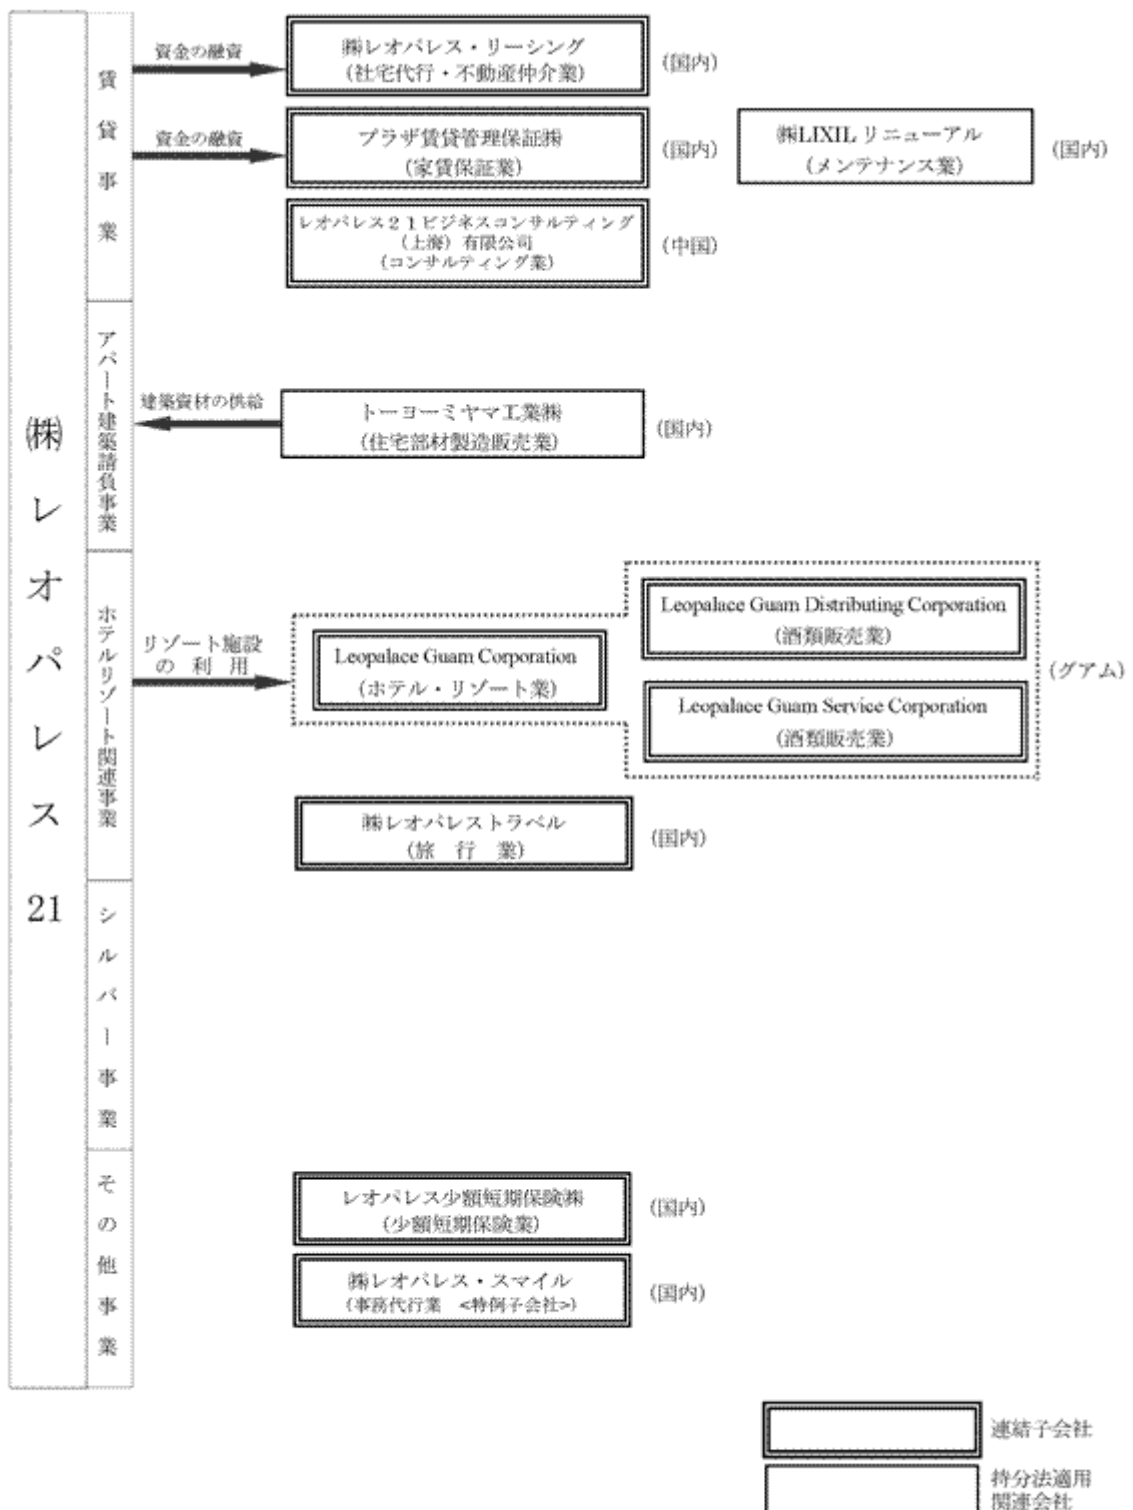 ㈱レオパレス21
賃貸事業
資金の融資
㈱レオパレス・リーシング
(社宅代行・不動産仲介業)
(国内)
資金の融資
プラザ賃貸管理保証㈱
(家賃保証業)
(国内)
㈱LIXILリニューアル
(メンテナンス業)
(国内)
レオパレス21ビジネスコンサルティング
(上海)有限公司
(コンサルティング業)
(中国)
アパート建築請負事業
建築資材の供給
トーヨーミヤマ工業㈱
(住宅部材製造販売業)
(国内)
ホテルリゾート関連事業
リゾート施設
の利用
Leopalace Guam Corporation
(ホテル・リゾート業)
Leopalace Guam Distributing Corporation
(酒類販売業)
Leopalace Guam Service Corporation
(酒類販売業)
(グアム)
㈱レオパレストラベル
(旅行業)
(国内)
シルバー事業
その他事業
レオパレス少額短期保険㈱
(少額短期保険業)
(国内)
㈱レオパレス・スマイル
(事務代行業 <特例子会社>)
(国内)
連結子会社
持分法適用
関連会社